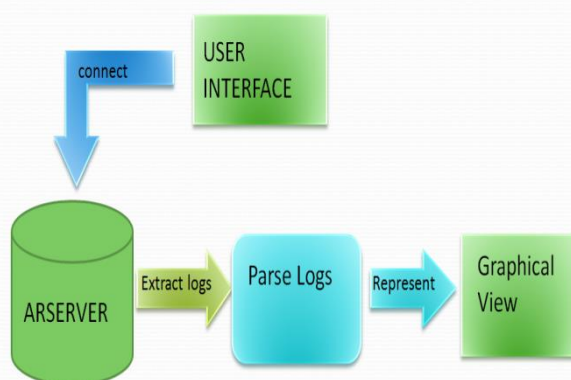 connect
USER
INTERFACE
ARSERVER
Extract logs
Parse Logs
Represent
Graphical
View